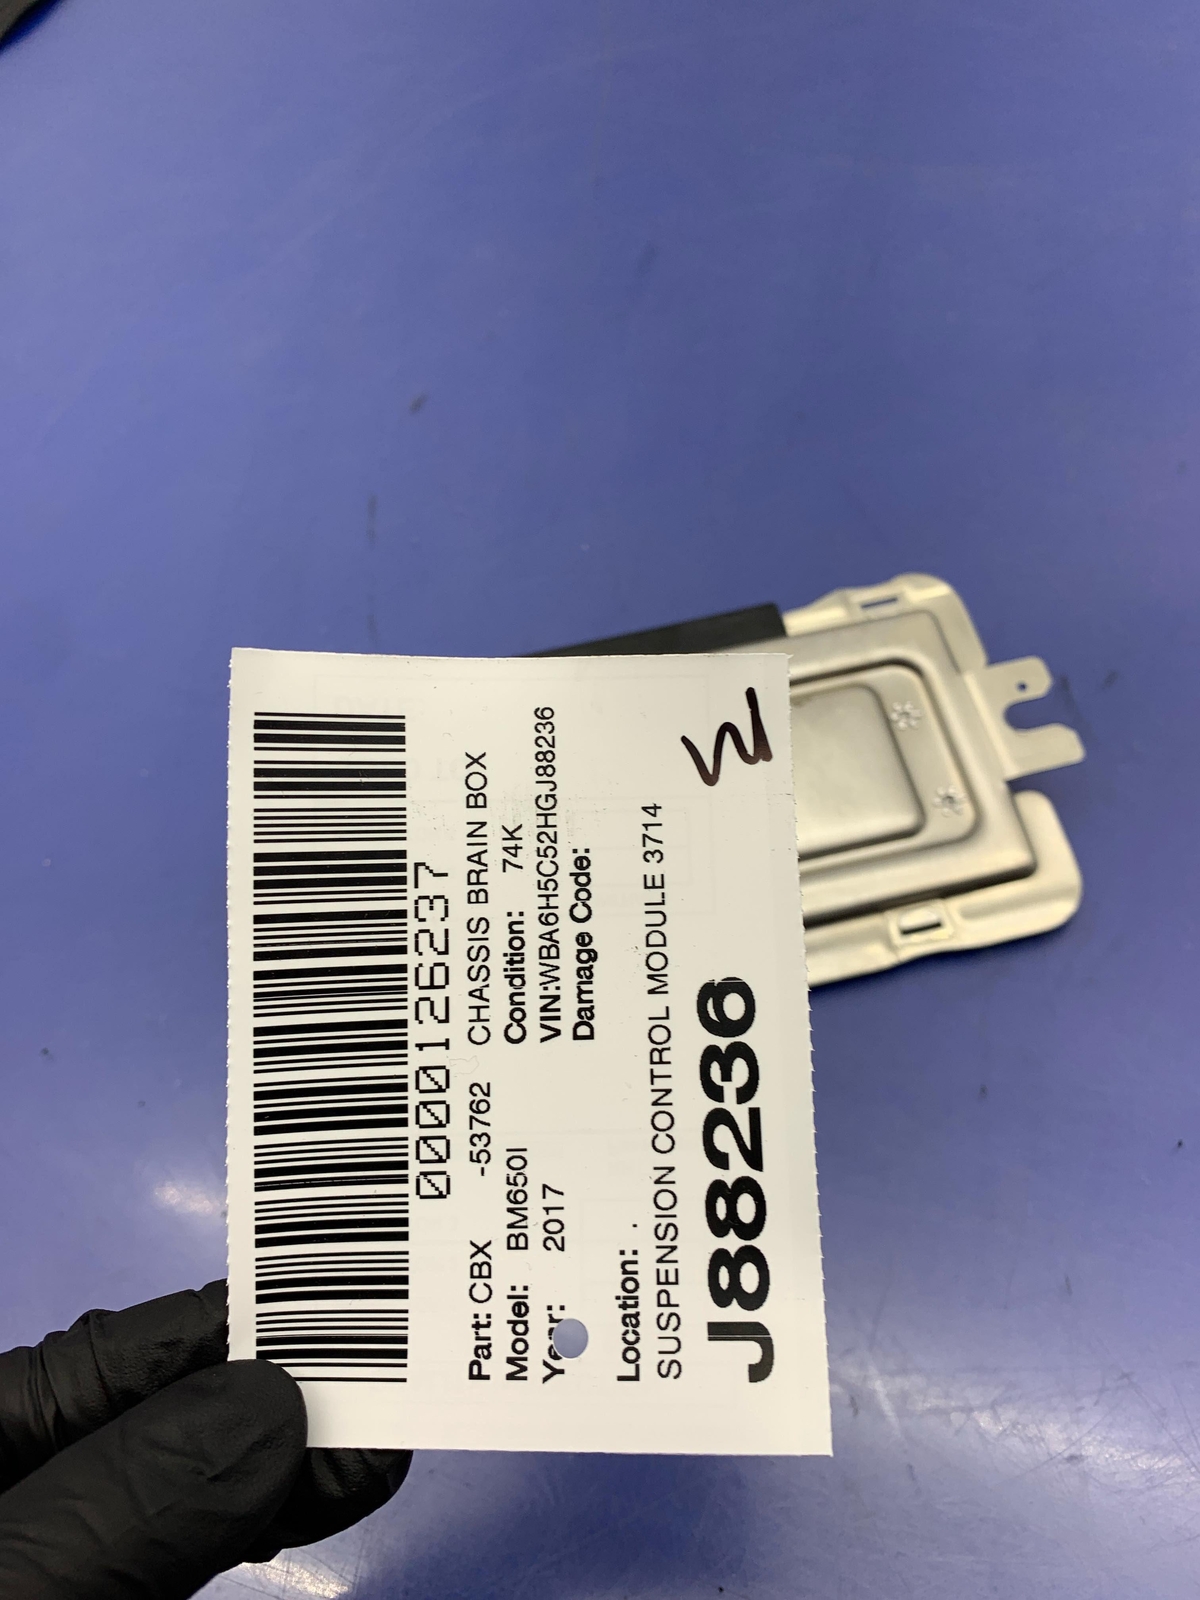 000126237
Part: CBX -53762 CHASSIS BRAIN BOX
Model: BM650I Condition: 74K
Year: 2017 VIN:WBA6H5C52HGJ88236
Damage Code:
Location: .
SUSPENSION CONTROL MODULE 3714
J88236